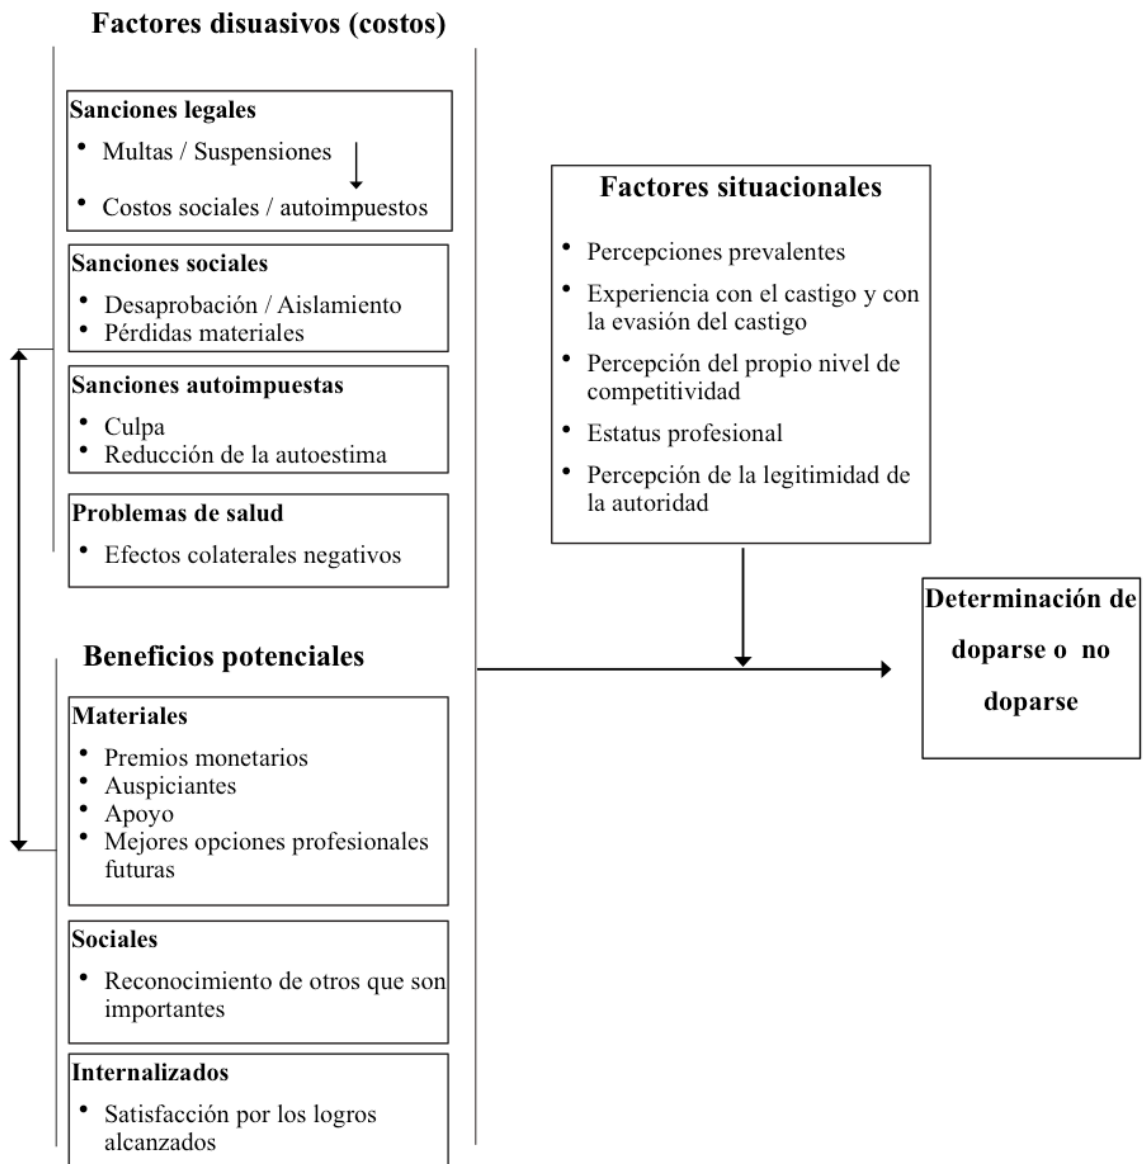 Factores disuasivos (costos)
Sanciones legales
• Multas / Suspensiones
• Costos sociales / autoimpuestos
Sanciones sociales
• Desaprobación / Aislamiento
• Pérdidas materiales
Sanciones autoimpuestas
• Culpa
• Reducción de la autoestima
Problemas de salud
• Efectos colaterales negativos
Beneficios potenciales
Materiales
• Premios monetarios
• Auspiciantes
• Apoyo
• Mejores opciones profesionales
futuras
Sociales
• Reconocimiento de otros que son
importantes
Internalizados
• Satisfacción por los logros
alcanzados
Factores situacionales
• Percepciones prevalentes
• Experiencia con el castigo y con
la evasión del castigo
• Percepción del propio nivel de
competitividad
• Estatus profesional
• Percepción de la legitimidad de
la autoridad
Determinación de
doparse o no
doparse